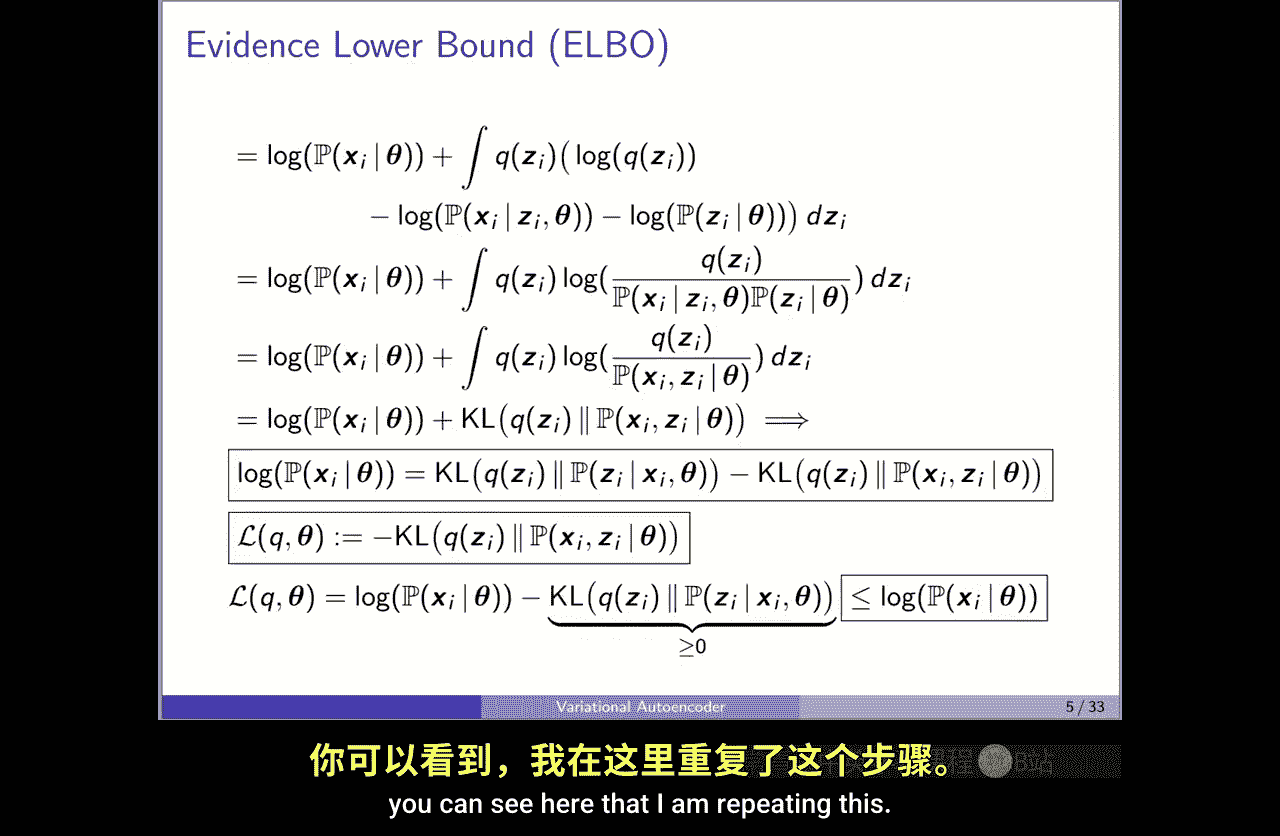 Evidence Lower Bound (ELBO)
= log(ℙ(𝒙ᵢ | 𝜽)) + ∫ q(𝒛ᵢ)( log(q(𝒛ᵢ))
− log(ℙ(𝒙ᵢ | 𝒛ᵢ, 𝜽)) − log(ℙ(𝒛ᵢ | 𝜽))) d𝒛ᵢ
= log(ℙ(𝒙ᵢ | 𝜽)) + ∫ q(𝒛ᵢ) log( q(𝒛ᵢ) / ℙ(𝒙ᵢ | 𝒛ᵢ, 𝜽)ℙ(𝒛ᵢ | 𝜽) ) d𝒛ᵢ
= log(ℙ(𝒙ᵢ | 𝜽)) + ∫ q(𝒛ᵢ) log( q(𝒛ᵢ) / ℙ(𝒙ᵢ, 𝒛ᵢ | 𝜽) ) d𝒛ᵢ
= log(ℙ(𝒙ᵢ | 𝜽)) + KL(q(𝒛ᵢ) ∥ ℙ(𝒙ᵢ, 𝒛ᵢ | 𝜽)) ⟹
log(ℙ(𝒙ᵢ | 𝜽)) = KL(q(𝒛ᵢ) ∥ ℙ(𝒛ᵢ | 𝒙ᵢ, 𝜽)) − KL(q(𝒛ᵢ) ∥ ℙ(𝒙ᵢ, 𝒛ᵢ | 𝜽))
ℒ(q, 𝜽) := −KL(q(𝒛ᵢ) ∥ ℙ(𝒙ᵢ, 𝒛ᵢ | 𝜽))
ℒ(q, 𝜽) = log(ℙ(𝒙ᵢ | 𝜽)) − KL(q(𝒛ᵢ) ∥ ℙ(𝒛ᵢ | 𝒙ᵢ, 𝜽)) ≤ log(ℙ(𝒙ᵢ | 𝜽))
≥0
Variational Autoencoder 5 / 33
你可以看到，我在这里重复了这个步骤。
you can see here that I am repeating this.